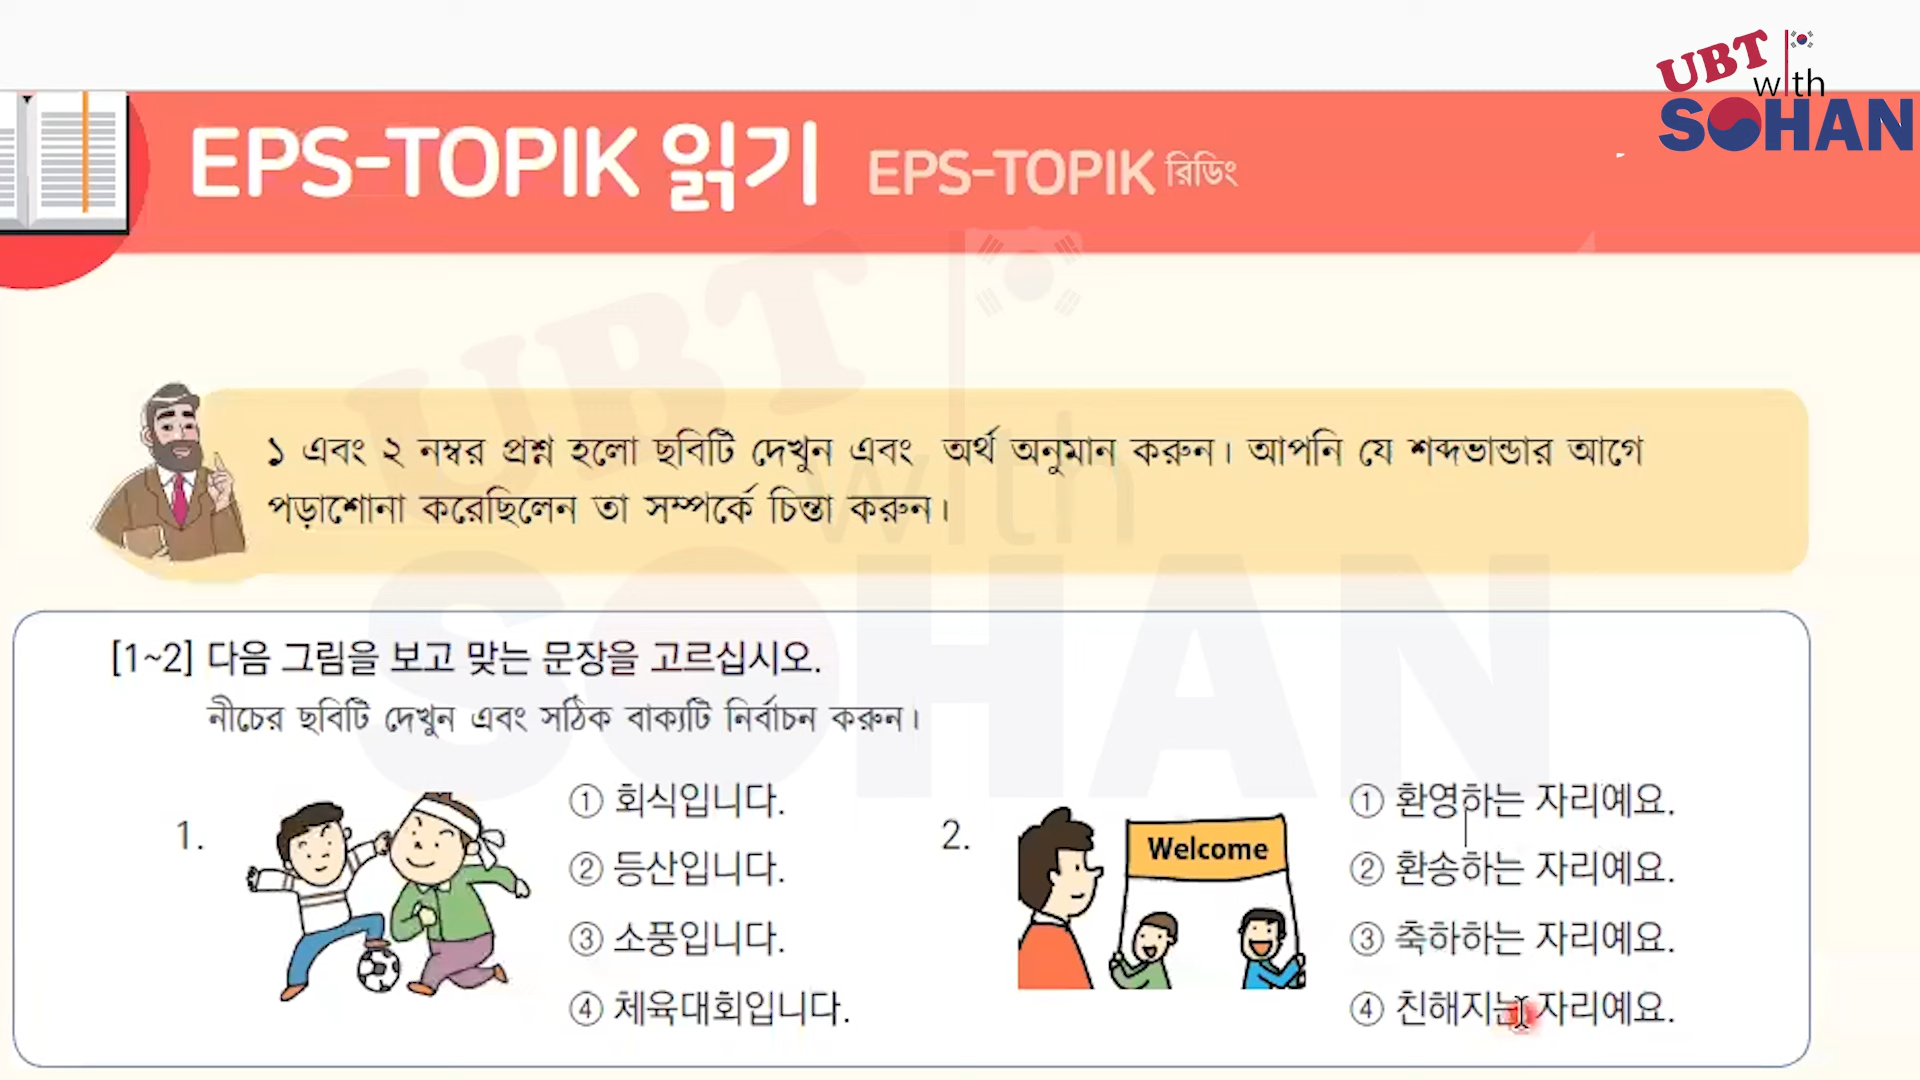 UBT
with
SOHAN
EPS-TOPIK 읽기 EPS-TOPIK রিডিং
১ এবং ২ নম্বর প্রশ্ন হলো ছবিটি দেখুন এবং অর্থ অনুমান করুন। আপনি যে শব্দভান্ডার আগে
পড়াশোনা করেছিলেন তা সম্পর্কে চিন্তা করুন।
[1~2] 다음 그림을 보고 맞는 문장을 고르십시오.
নীচের ছবিটি দেখুন এবং সঠিক বাক্যটি নির্বাচন করুন।
1.
① 회식입니다.
② 등산입니다.
③ 소풍입니다.
④ 체육대회입니다.
2.
Welcome
① 환영하는 자리예요.
② 환송하는 자리예요.
③ 축하하는 자리예요.
④ 친해지는 자리예요.
UBT
with
SOHAN